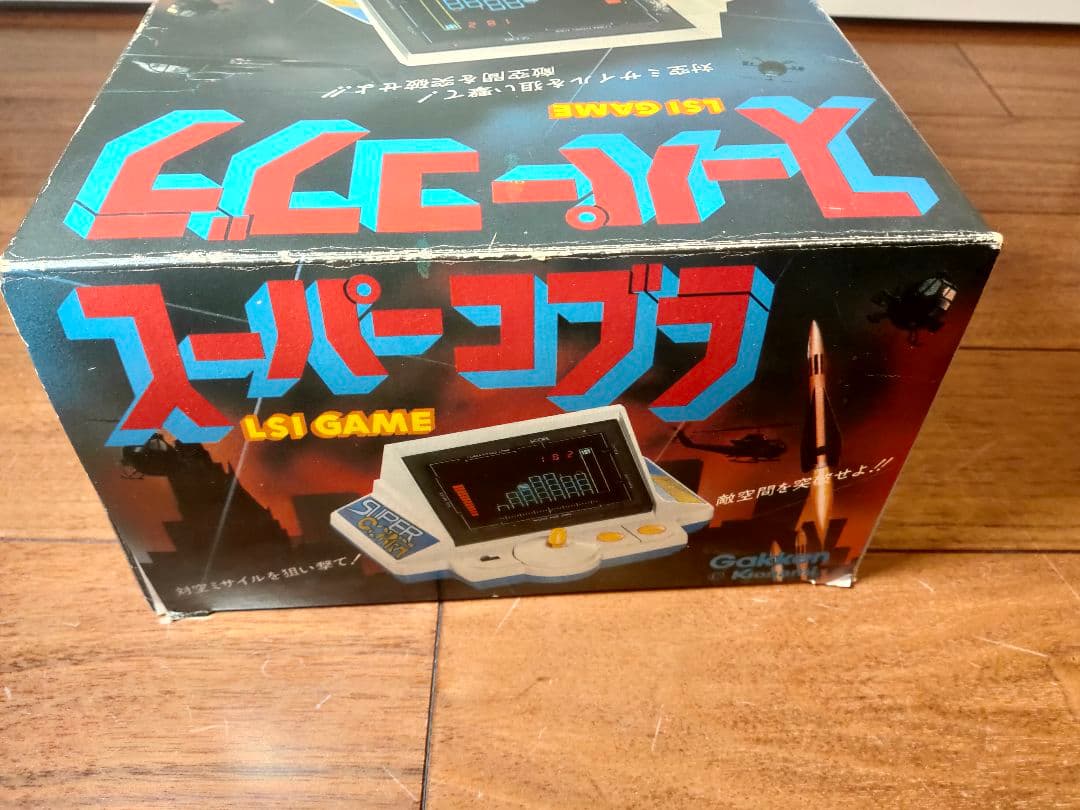 182
対空ミサイルを狙い撃て!
敵空間を突破せよ!!
LSI GAME
スーパーコブラ
スーパーコブラ
LSI GAME
182
SUPER
COBRA
敵空間を突破せよ!!
対空ミサイルを狙い撃て!
Gakken
© Konami